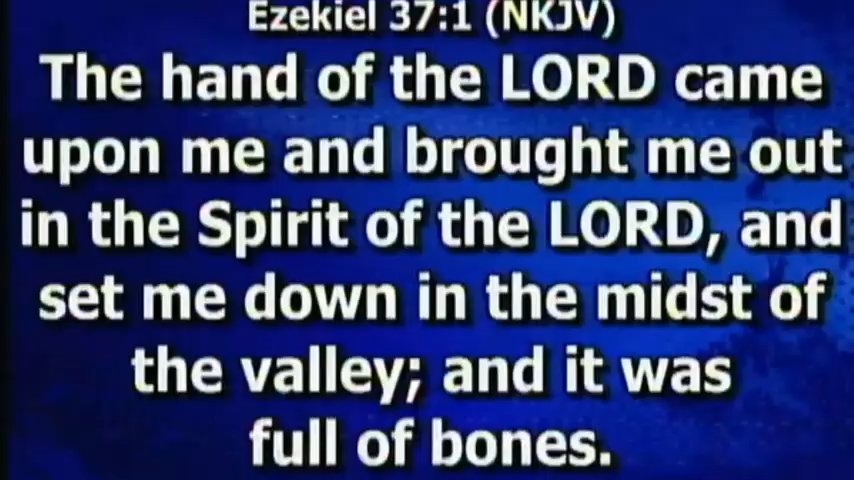 Ezekiel 37:1 (NKJV)
The hand of the LORD came
upon me and brought me out
in the Spirit of the LORD, and
set me down in the midst of
the valley; and it was
full of bones.